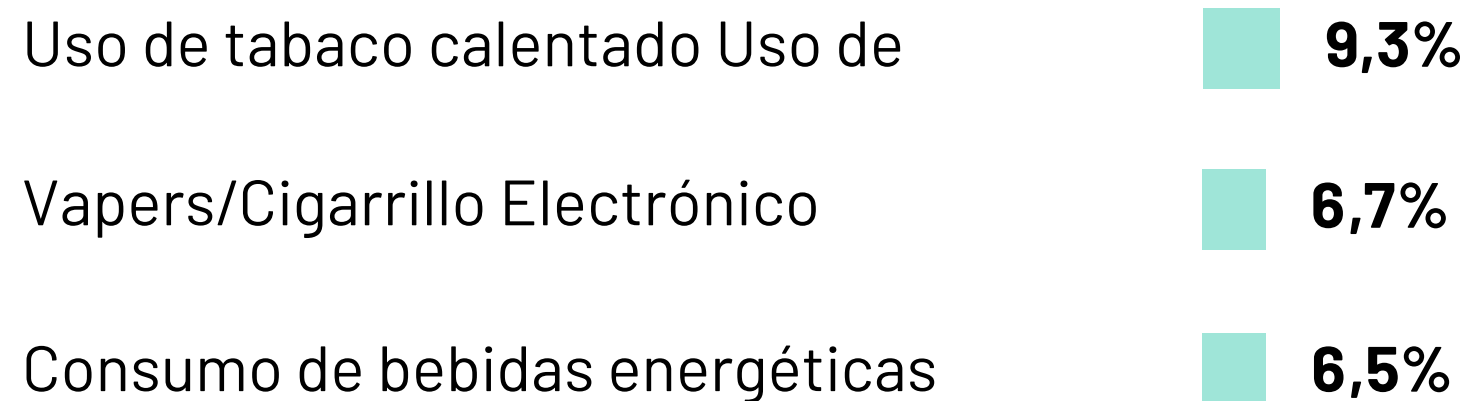 Uso de tabaco calentado Uso de 9,3%
Vapers/Cigarrillo Electrónico 6,7%
Consumo de bebidas energéticas 6,5%